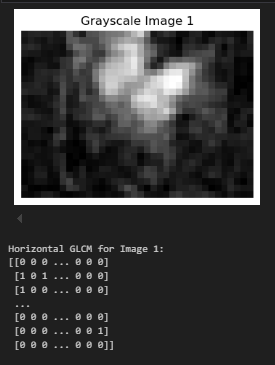 Grayscale Image 1
Horizontal GLCM for Image 1:
[[0 0 0 ... 0 0 0]
 [1 0 1 ... 0 0 0]
 [1 0 0 ... 0 0 0]
 ...
 [0 0 0 ... 0 0 0]
 [0 0 0 ... 0 0 1]
 [0 0 0 ... 0 0 0]]